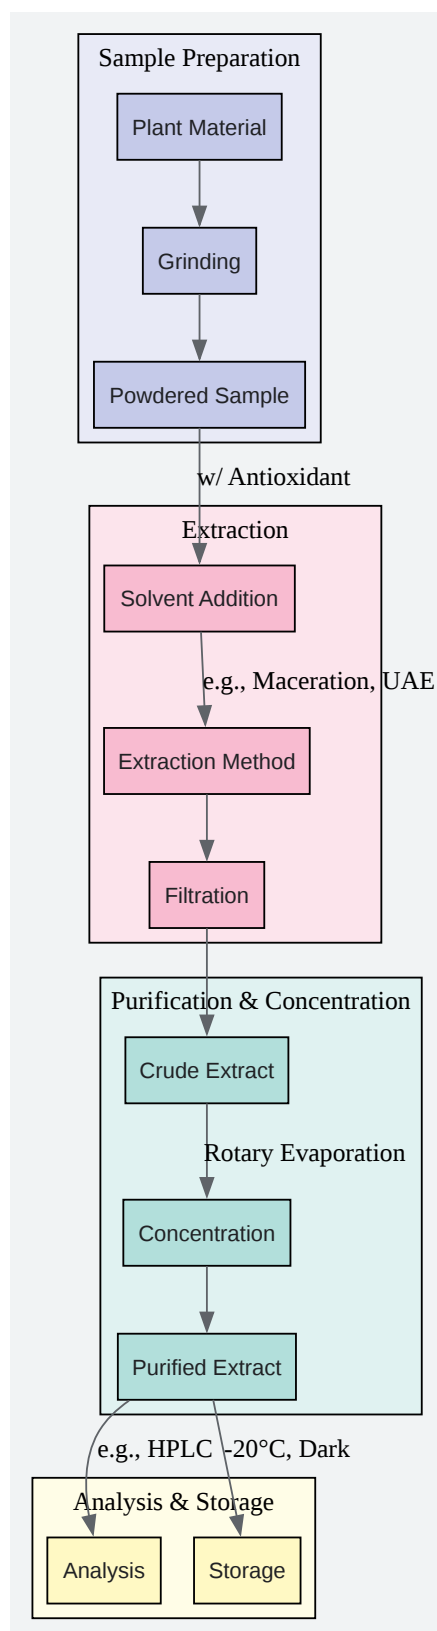 Sample Preparation
Plant Material
Grinding
Powdered Sample
w/ Antioxidant
Extraction
Solvent Addition
e.g., Maceration, UAE
Extraction Method
Filtration
Purification & Concentration
Crude Extract
Rotary Evaporation
Concentration
Purified Extract
e.g., HPLC
-20°C, Dark
Analysis & Storage
Analysis
Storage